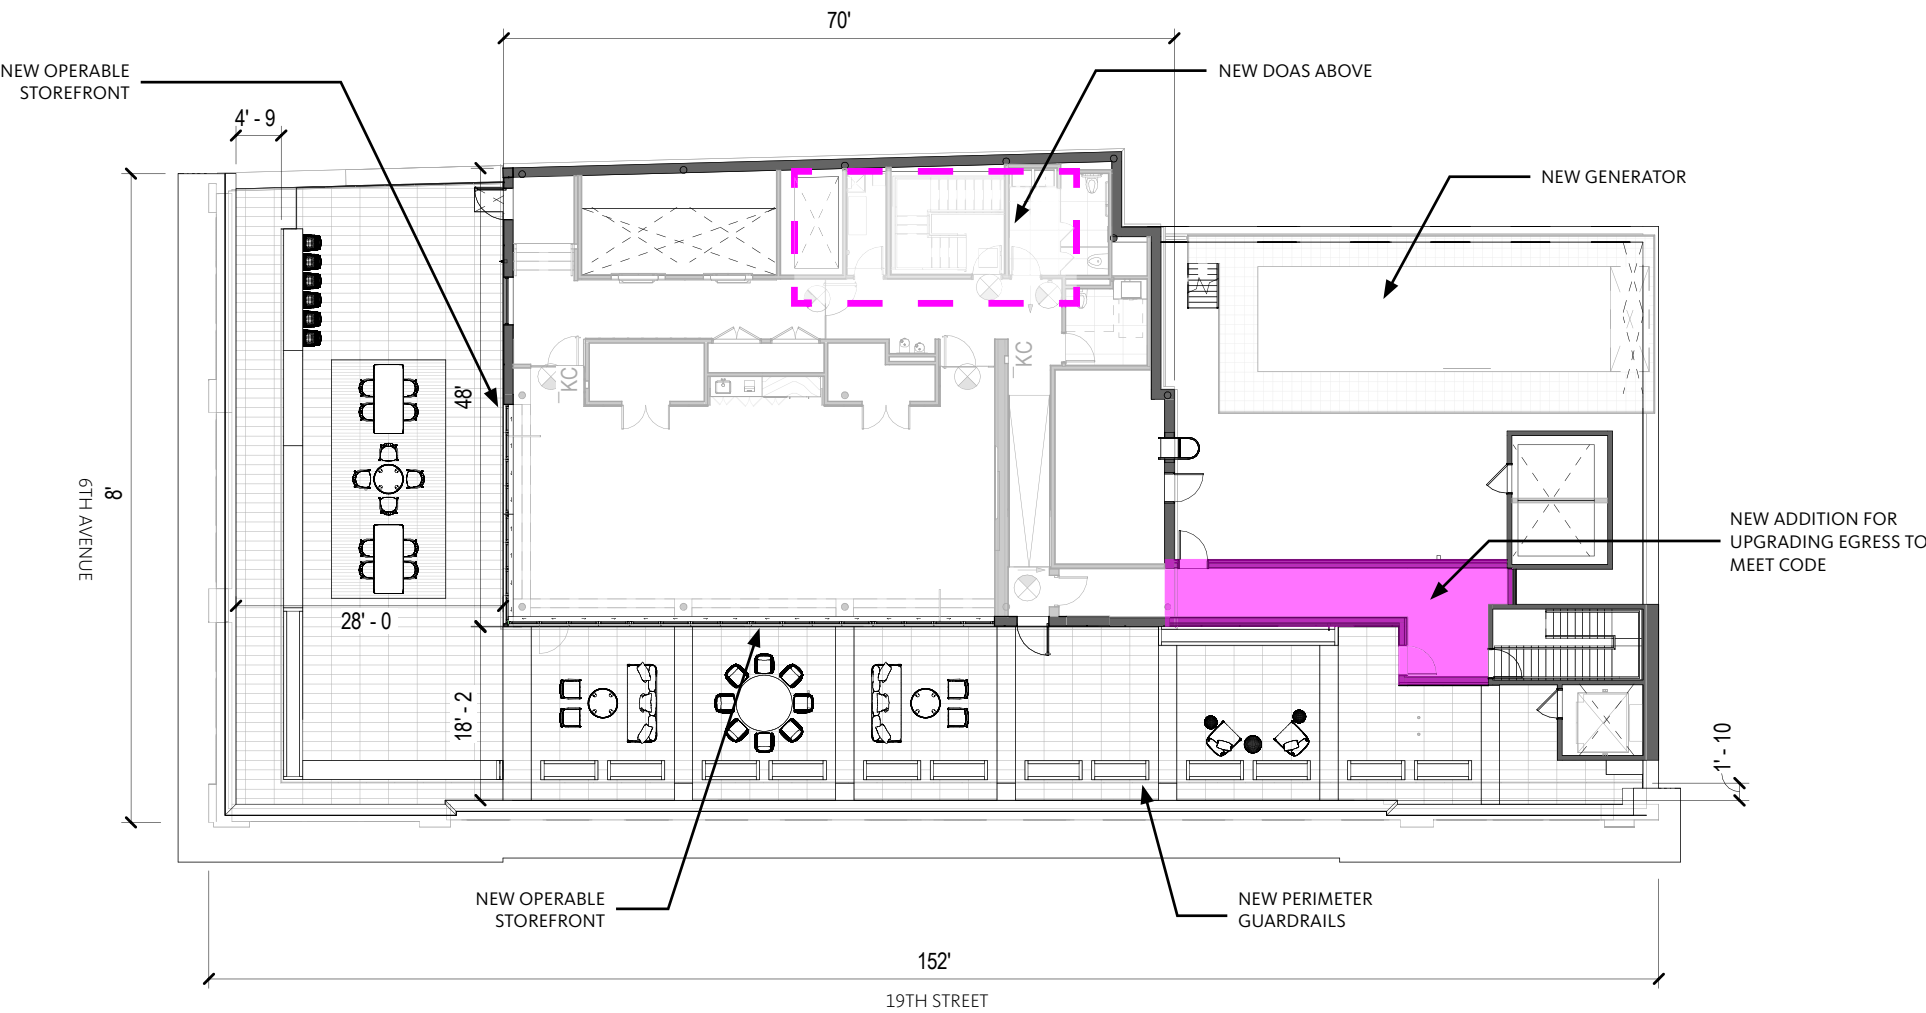 70'
NEW OPERABLE
STOREFRONT
NEW DOAS ABOVE
4' - 9
NEW GENERATOR
KC
KC
48'
6TH AVENUE
8'
NEW ADDITION FOR
UPGRADING EGRESS TO
MEET CODE
28' - 0
18' - 2
1' - 10
NEW OPERABLE
STOREFRONT
NEW PERIMETER
GUARDRAILS
152'
19TH STREET